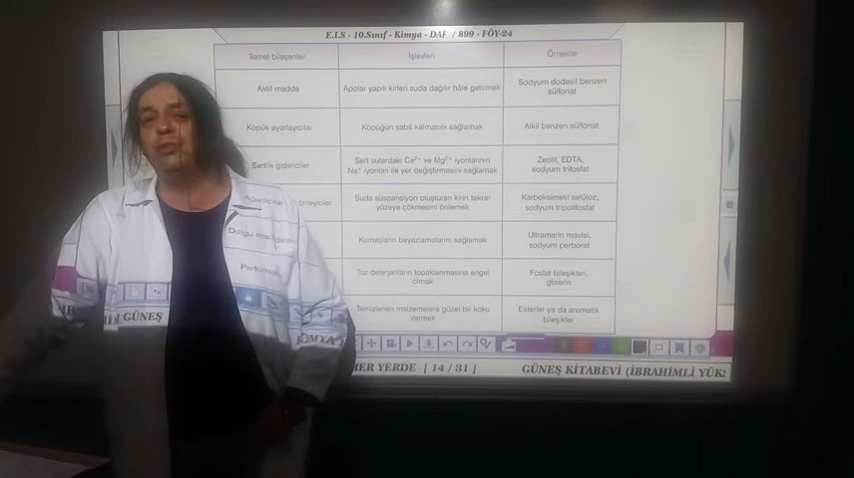 E.I.S - 10.Sınıf - Kimya - DAF / 899 - FÖY-24
Temel bileşenler
İşlevleri
Örnekler
Aktif madde
Apolar yapılı kirleri suda dağılır hâle getirmek
Sodyum dodesil benzen
sülfonat
Köpük ayarlayıcılar
Köpüğün sabit kalmasını sağlamak
Alkil benzen sülfonat
Sertlik gidericiler
Sert sulardaki Ca²⁺ ve Mg²⁺ iyonlarının
Na⁺ iyonları ile yer değiştirmesini sağlamak
Zeolit, EDTA,
sodyum trifosfat
önleyiciler
Suda süspansiyon oluşturan kirin tekrar
yüzeye çökmesini önlemek
Karboksimetil selüloz,
sodyum tripolifosfat
Kumaşların beyazlamalarını sağlamak
Ultramarin mavisi,
sodyum perborat
Dolgu maddeleri
Toz deterjanların topaklanmasına engel
olmak
Fosfat bileşikleri,
gliserin
Temizlenen malzemelere güzel bir koku
vermek
Esterler ya da aromatik
bileşikler
GÜNEŞ
KİMYA
HER YERDE [ 14 / 31 ]
GÜNEŞ KİTABEVİ (İBRAHİMLİ YÜK